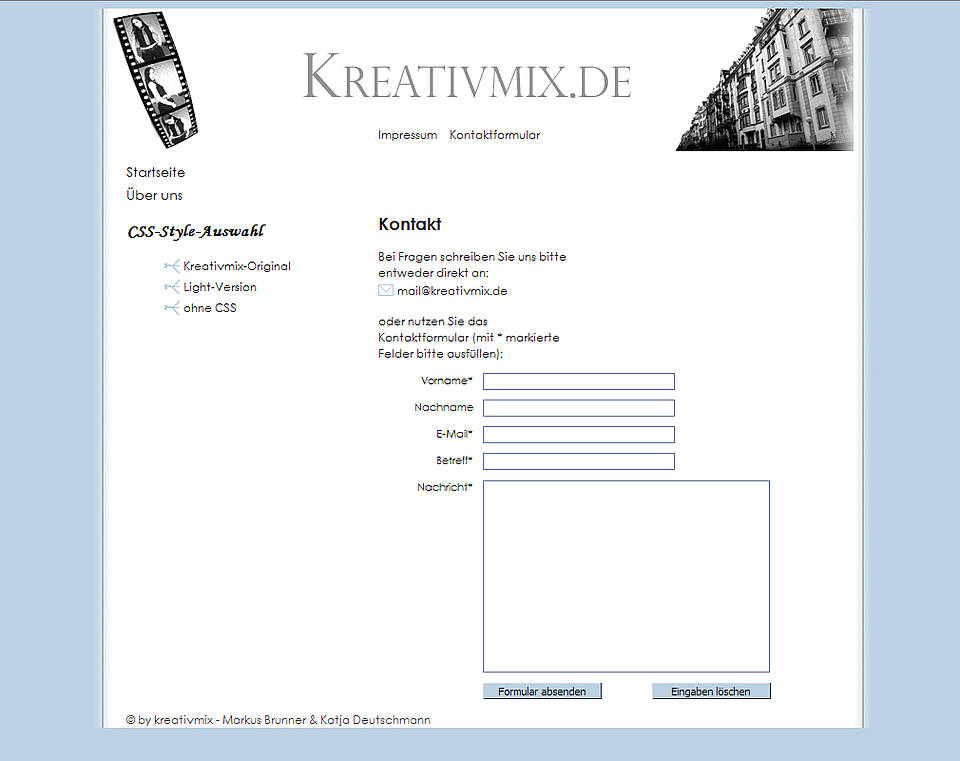 KREATIVMIX.DE
Impressum Kontaktformular
Startseite
Über uns
CSS-Style-Auswahl
Kreativmix-Original
Light-Version
ohne CSS
Kontakt
Bei Fragen schreiben Sie uns bitte
entweder direkt an:
mail@kreativmix.de
oder nutzen Sie das
Kontaktformular (mit * markierte
Felder bitte ausfüllen):
Vorname*
Nachname
E-Mail*
Betreff*
Nachricht*
Formular absenden Eingaben löschen
© by kreativmix - Markus Brunner & Katja Deutschmann